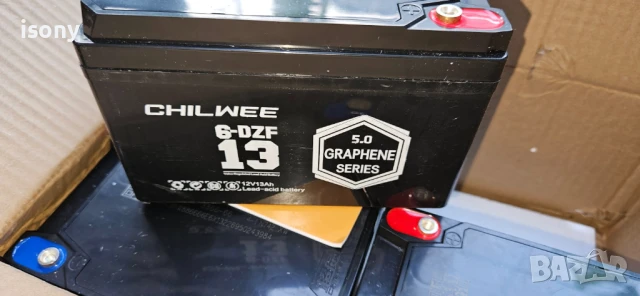 isony
CHILWEE
6-DZF
13
12V13Ah
Lead-acid battery
5.0
GRAPHENE
SERIES
BAZAR